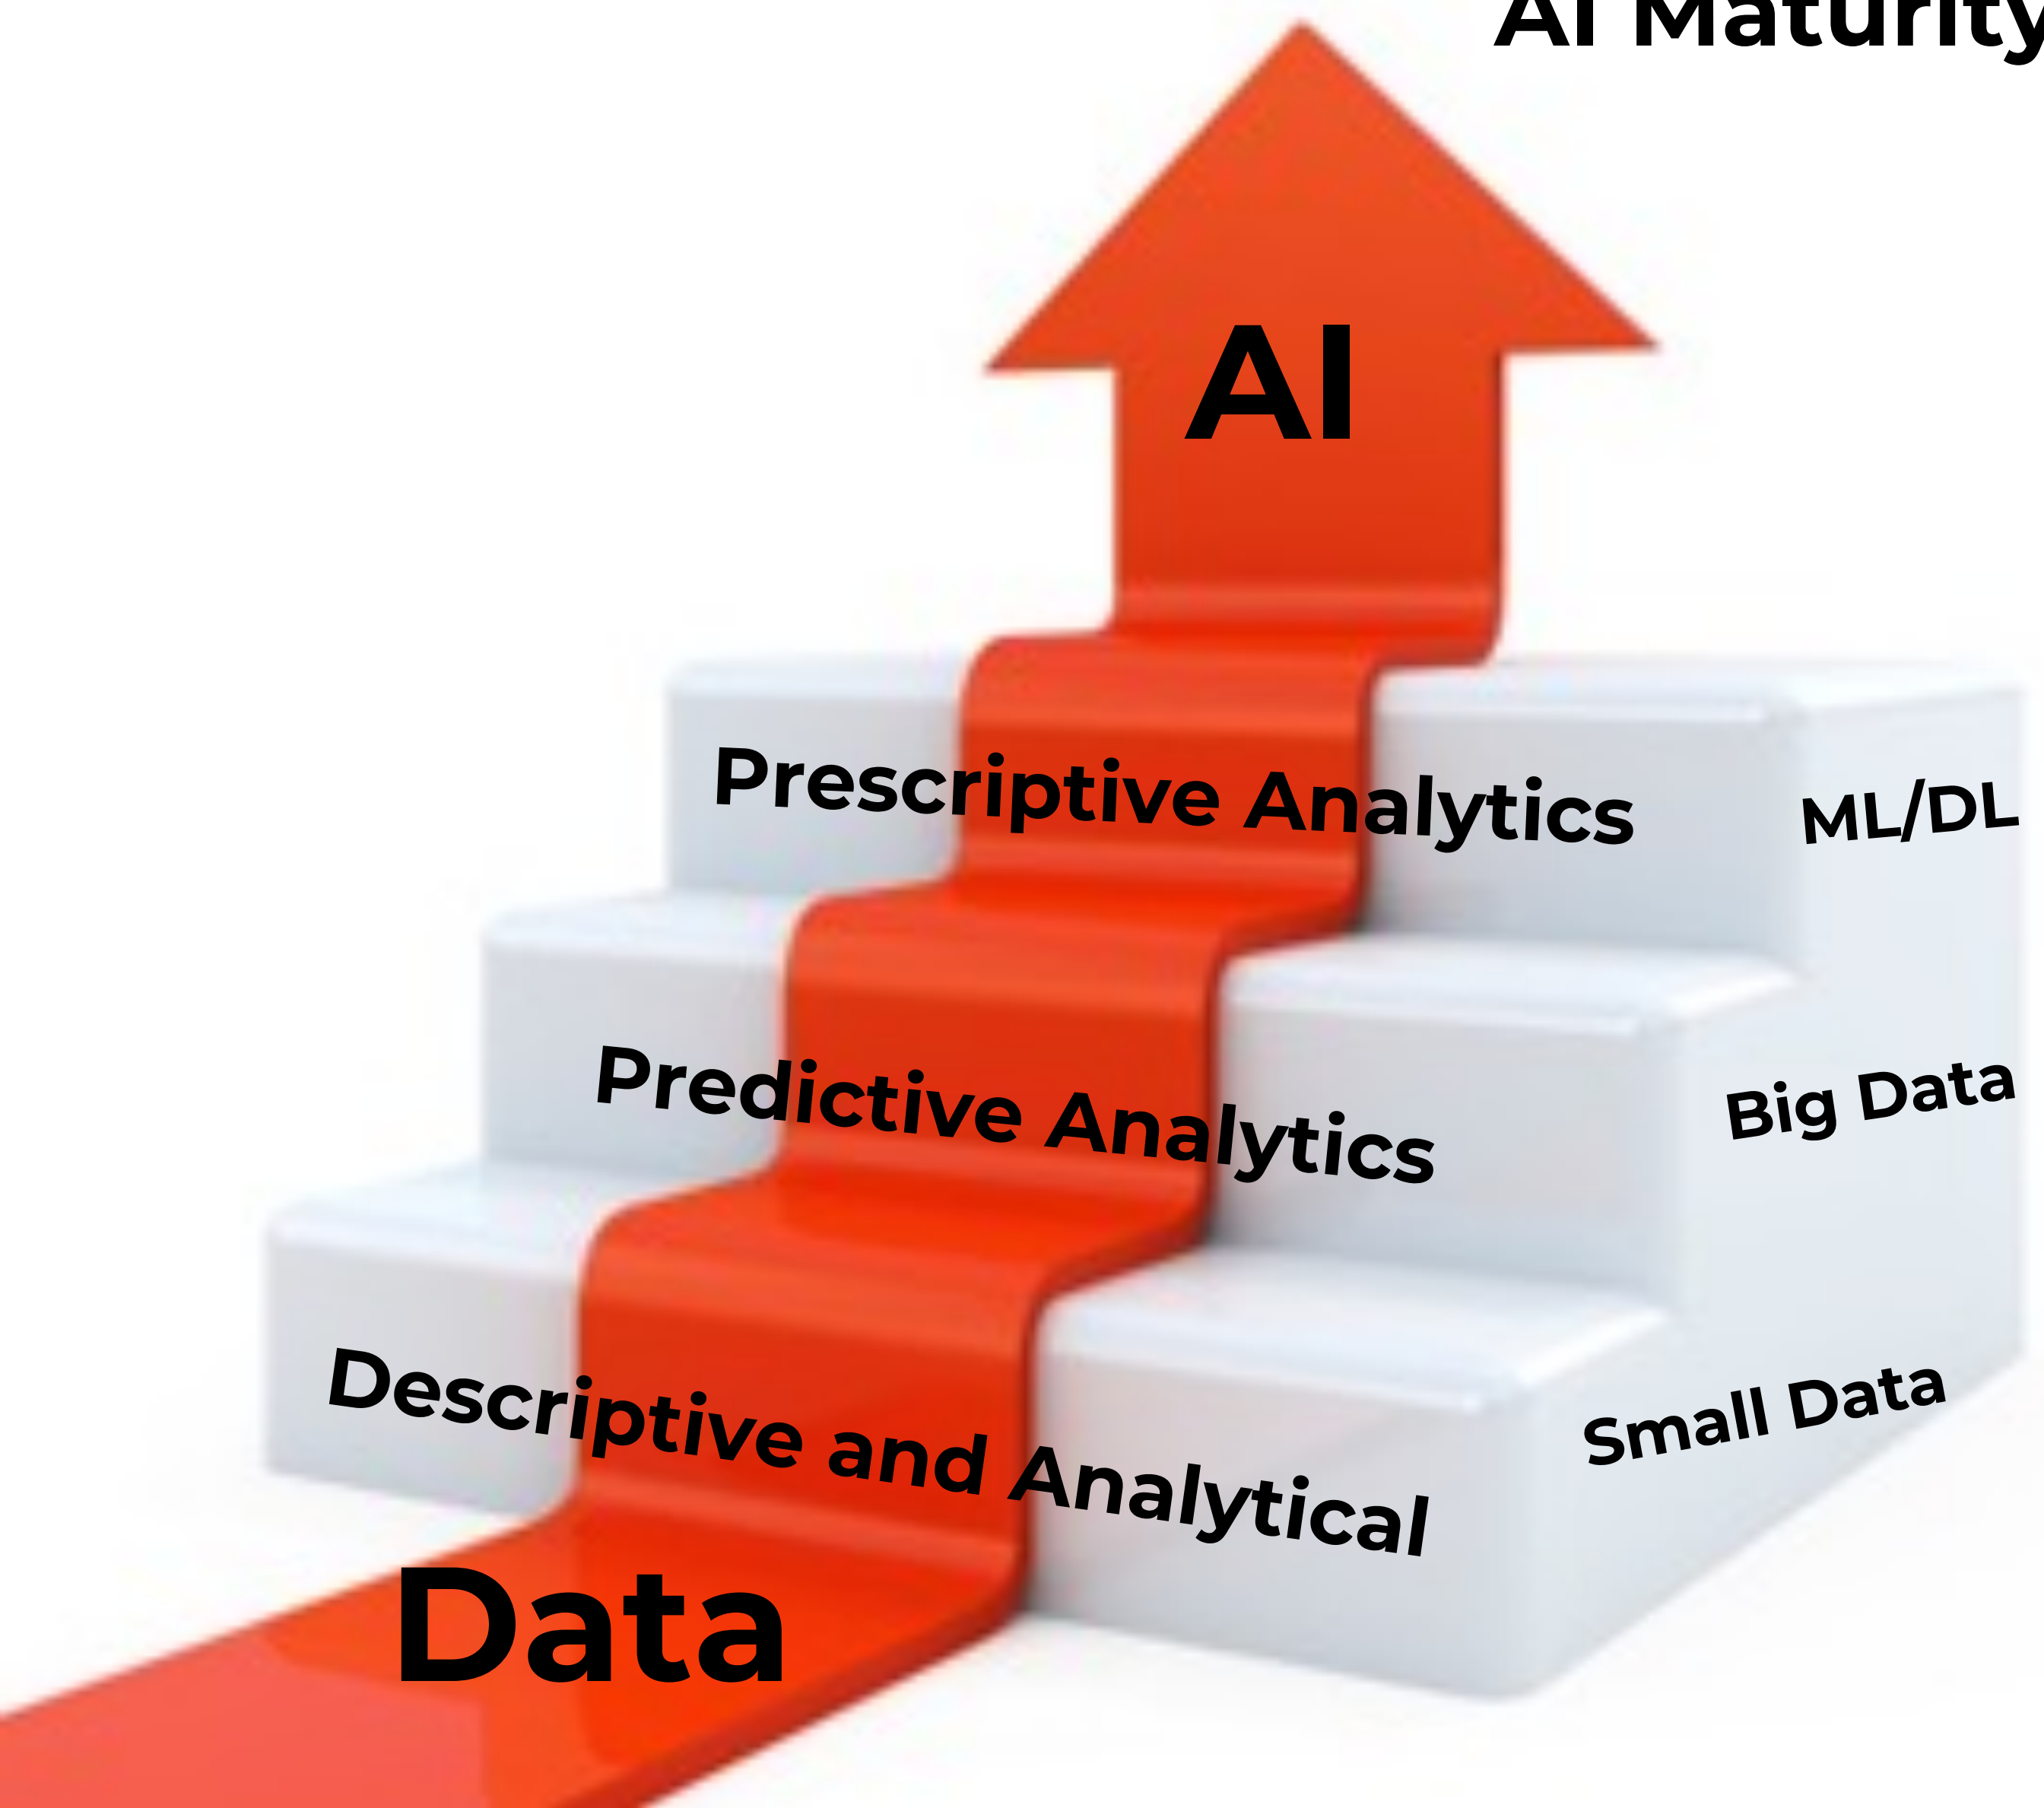 AI Maturity
AI
Prescriptive Analytics
ML/DL
Predictive Analytics
Big Data
Descriptive and Analytical
Small Data
Data